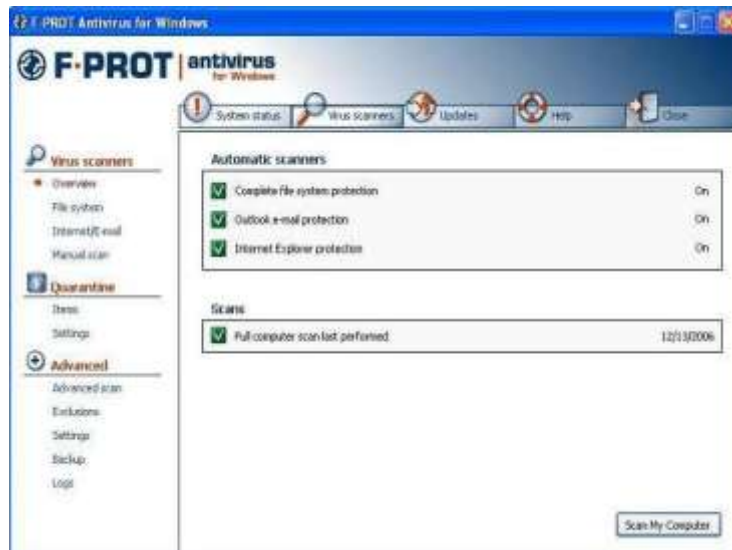 F-PROT Antivirus for Windows
F-PROT antivirus
for Windows
System status
Virus scanners
Updates
Help
Close
Virus scanners
Overview
File system
Internet/E-mail
Manual scan
Quarantine
Items
Settings
Advanced
Advanced scan
Exclusions
Settings
Backup
Logs
Automatic scanners
Complete file system protection On
Outlook e-mail protection On
Internet Explorer protection On
Scans
Full computer scan last performed 12/13/2006
Scan My Computer